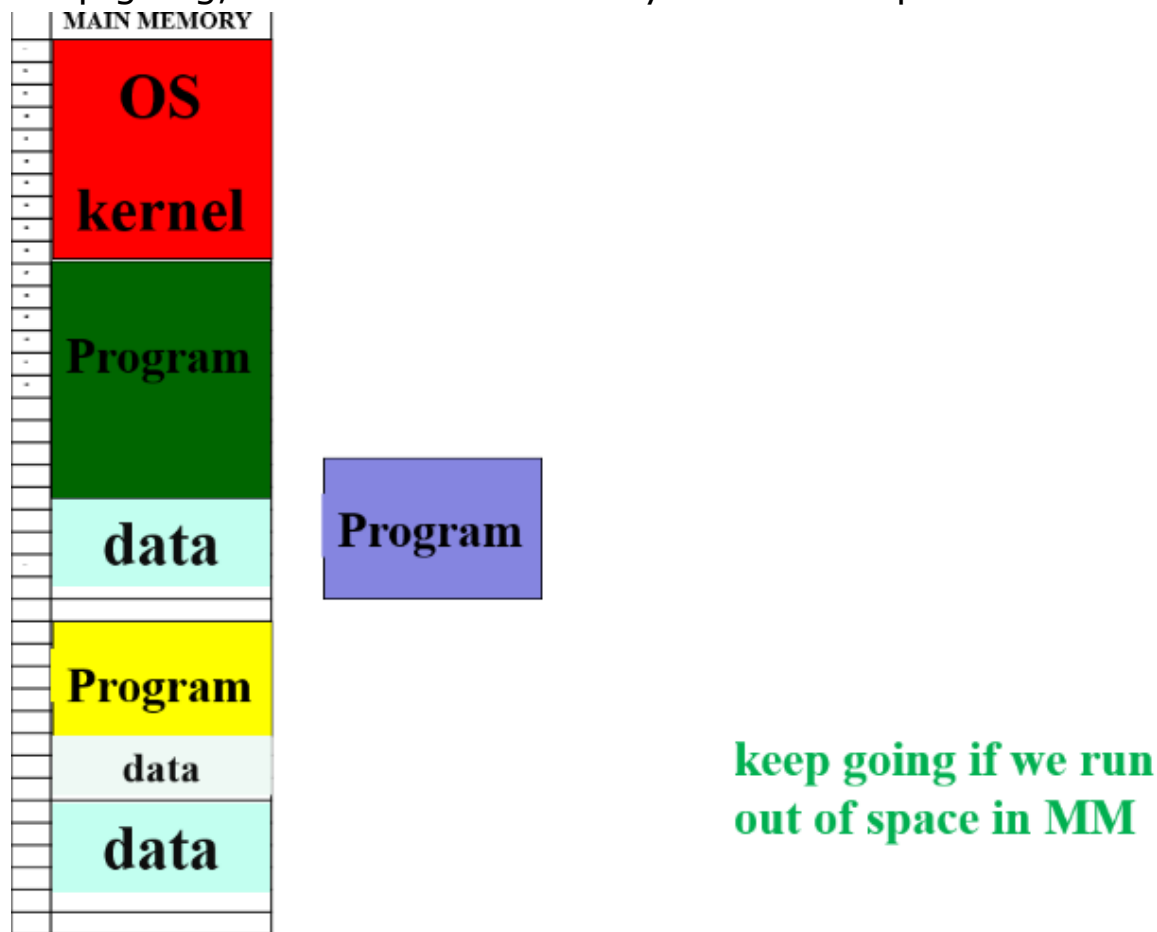 MAIN MEMORY
OS
kernel
Program
data
Program
Program
data
data
keep going if we run
out of space in MM